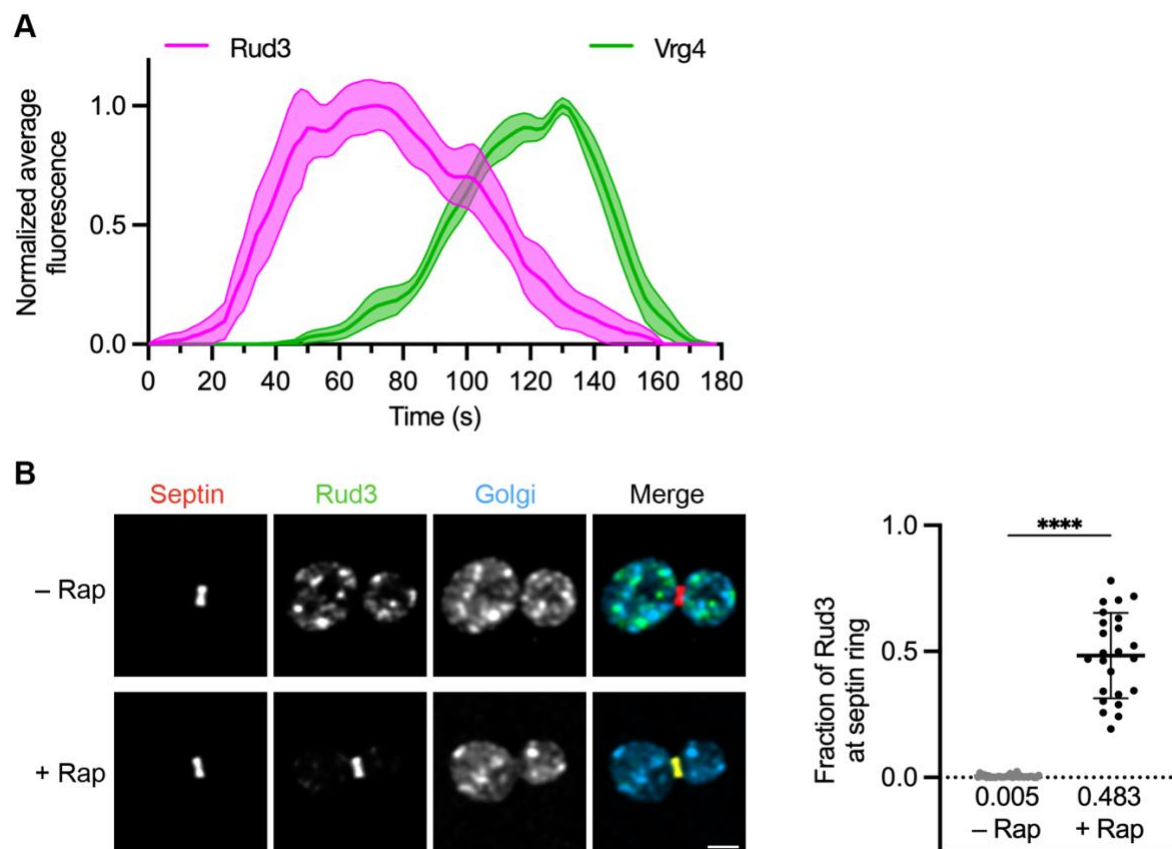 A
Rud3 Vrg4
Normalized average
fluorescence
1.0
0.5
0.0
0 20 40 60 80 100 120 140 160 180
Time (s)
B
Septin Rud3 Golgi Merge
– Rap
+ Rap
Fraction of Rud3
at septin ring
1.0
0.5
0.0
****
0.005 0.483
– Rap + Rap